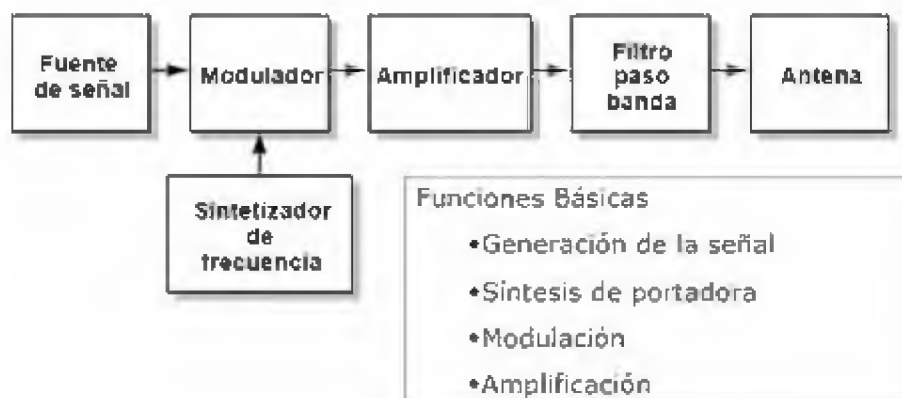 Fuente
de señal
Modulador
Amplificador
Filtro
paso
banda
Antena
Sintetizador
de
frecuencia
Funciones Básicas
•Generación de la señal
•Síntesis de portadora
•Modulación
•Amplificación